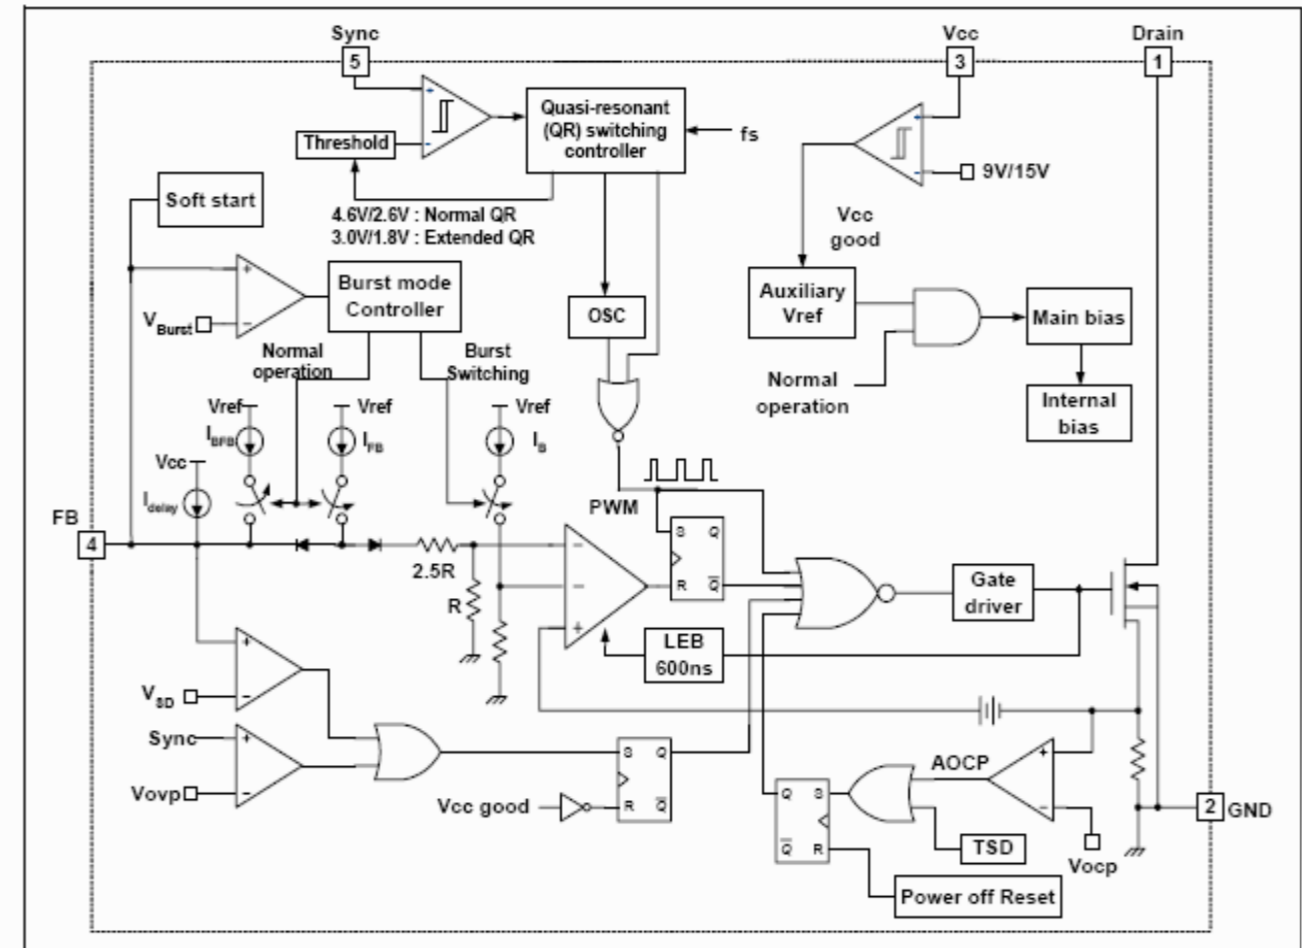 Sync
5
Vcc
3
Drain
1
Quasi-resonant
(QR) switching
controller
fs
Threshold
9V/15V
Soft start
4.6V/2.6V : Normal QR
3.0V/1.8V : Extended QR
Vcc
good
Burst mode
Controller
VBurst
OSC
Auxiliary
Vref
Main bias
Normal
operation
Burst
Switching
Normal
operation
Internal
bias
Vref
IBFB
Vref
IFB
Vref
IB
Vcc
Idelay
FB
4
PWM
S Q
R Q̅
2.5R
R
Gate
driver
LEB
600ns
VSD
Sync
Vovp
S Q
R Q̅
Vcc good
AOCP
Q S
Q̅ R
TSD
Vocp
2
GND
Power off Reset
+
-
+
-
+
−
−
−
+
+
−
+
−
+
−